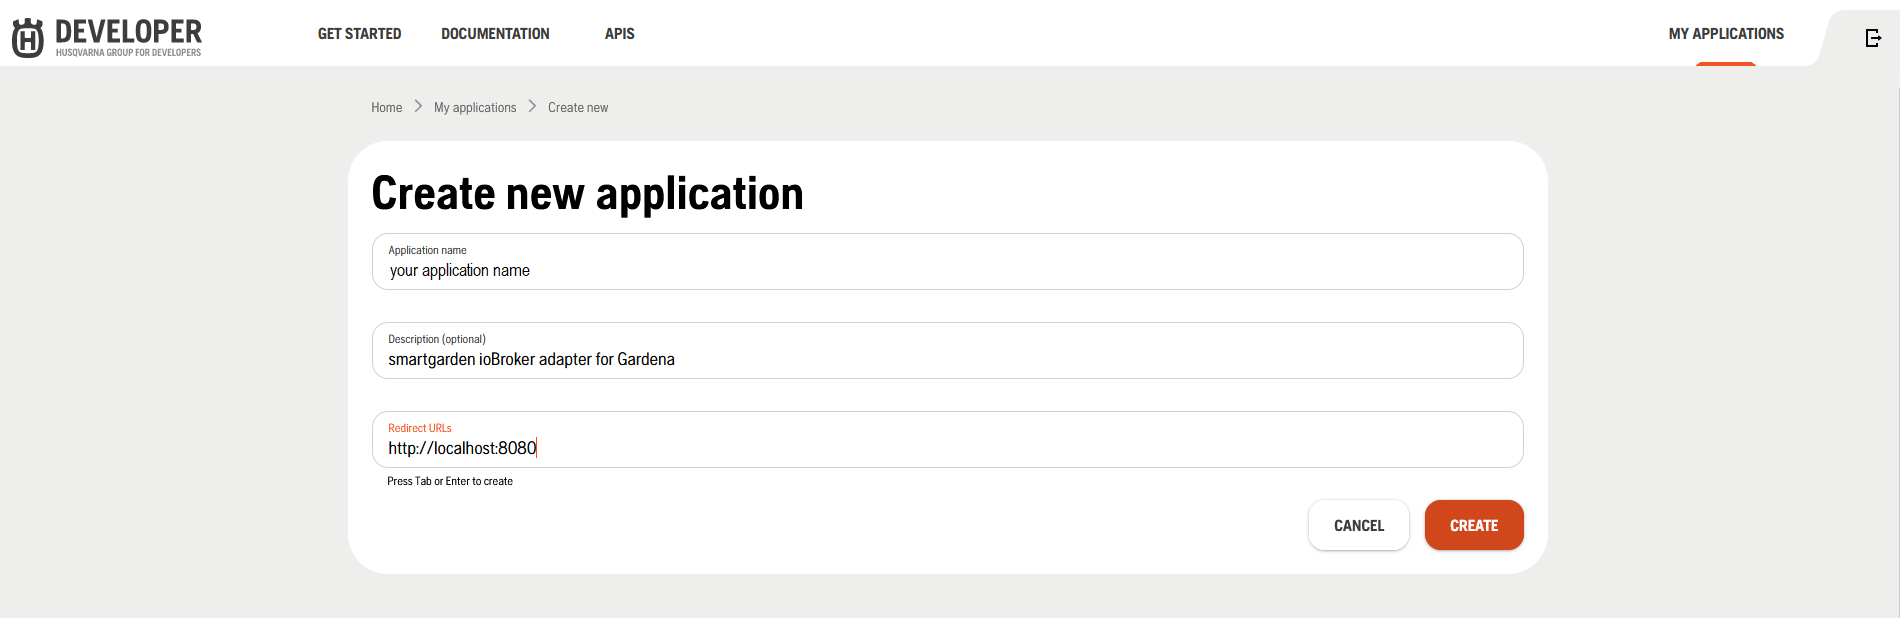 DEVELOPER
HUSQVARNA GROUP FOR DEVELOPERS
GET STARTED DOCUMENTATION APIS MY APPLICATIONS
Home My applications Create new
Create new application
Application name
your application name
Description (optional)
smartgarden ioBroker adapter for Gardena
Redirect URLs
http://localhost:8080
Press Tab or Enter to create
CANCEL CREATE